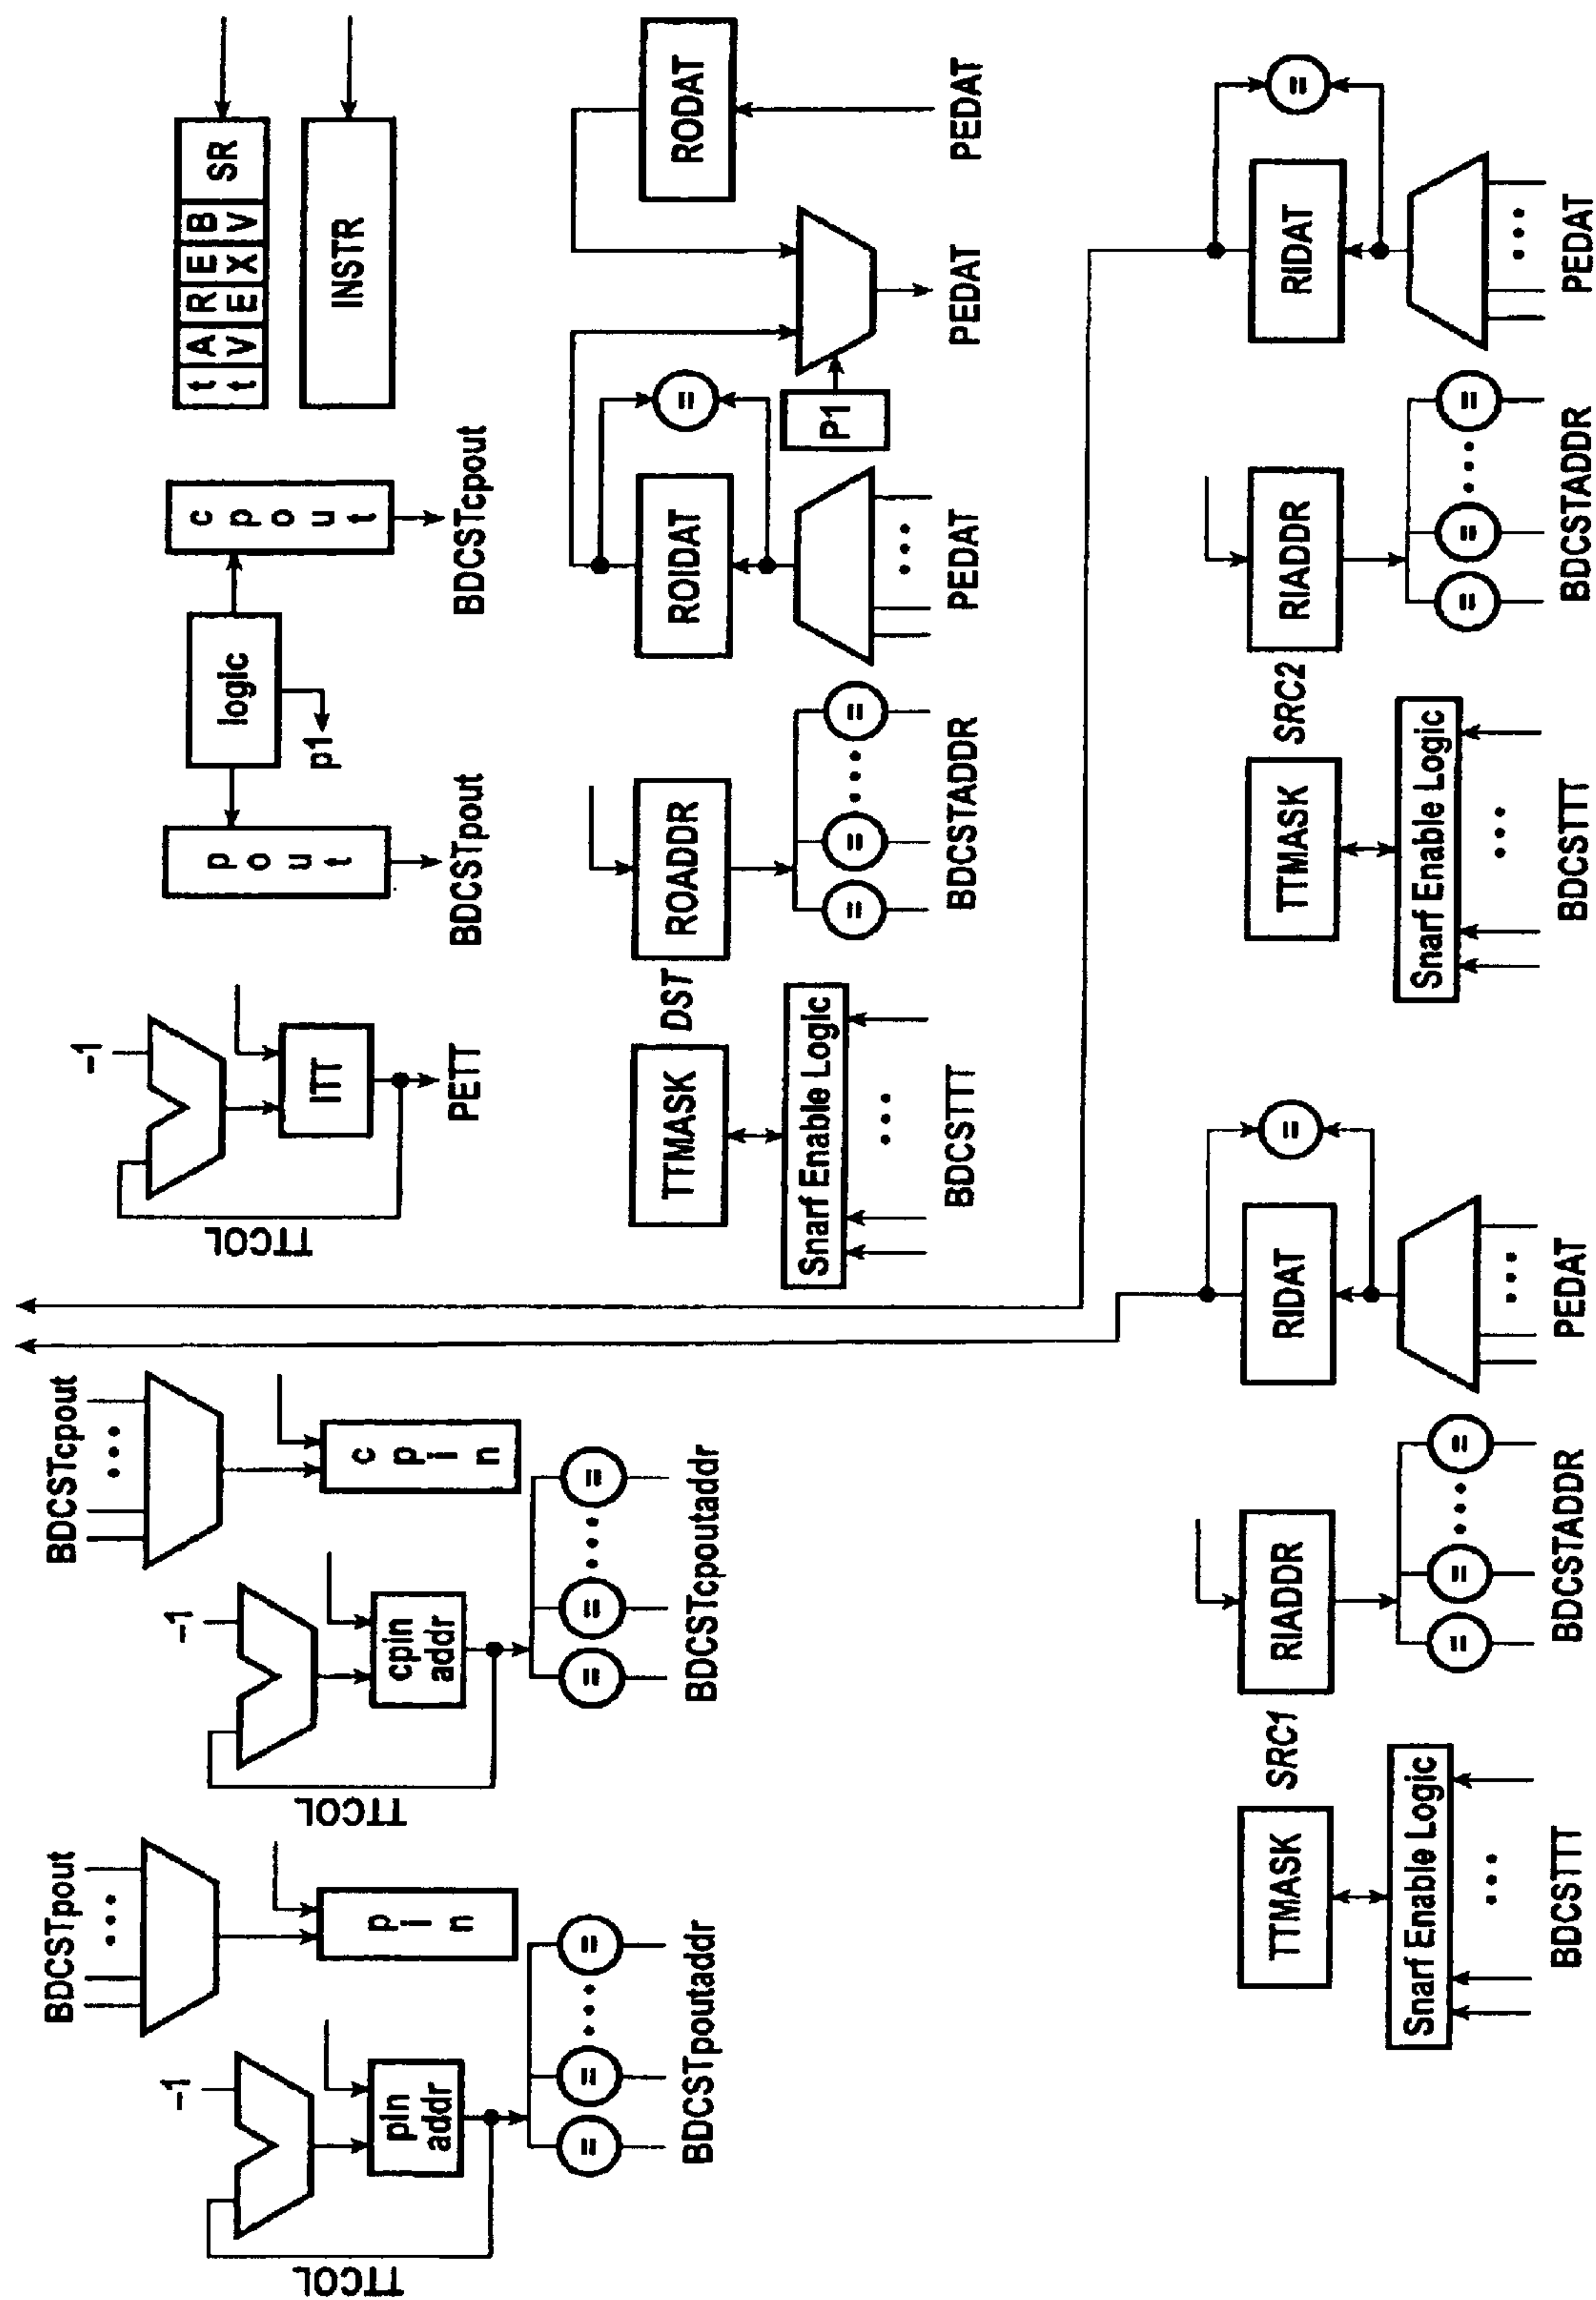 BDCSTpout
...
-1
TTCOL
pin
addr
p
i
n
=
=
....
=
BDCSTpoutaddr
BDCSTcpout
...
-1
TTCOL
cpin
addr
c
p
i
n
=
=
....
=
BDCSTcpoutaddr
-1
TTCOL
ITT
PETT
p
o
u
t
BDCSTpout
logic
p1
c
p
o
u
t
BDCSTcpout
t A R E B SR
t V E X V
INSTR
TTMASK
DST
ROADDR
ROIDAT
=
RODAT
P1
Snarf Enable Logic
...
=
=
....
=
...
BDCSTTT
BDCSTADDR
PEDAT
PEDAT
PEDAT
TTMASK
SRC1
RIADDR
RIDAT
=
Snarf Enable Logic
...
=
=
....
=
...
BDCSTTT
BDCSTADDR
PEDAT
TTMASK
SRC2
RIADDR
RIDAT
=
Snarf Enable Logic
...
=
=
....
=
...
BDCSTTT
BDCSTADDR
PEDAT